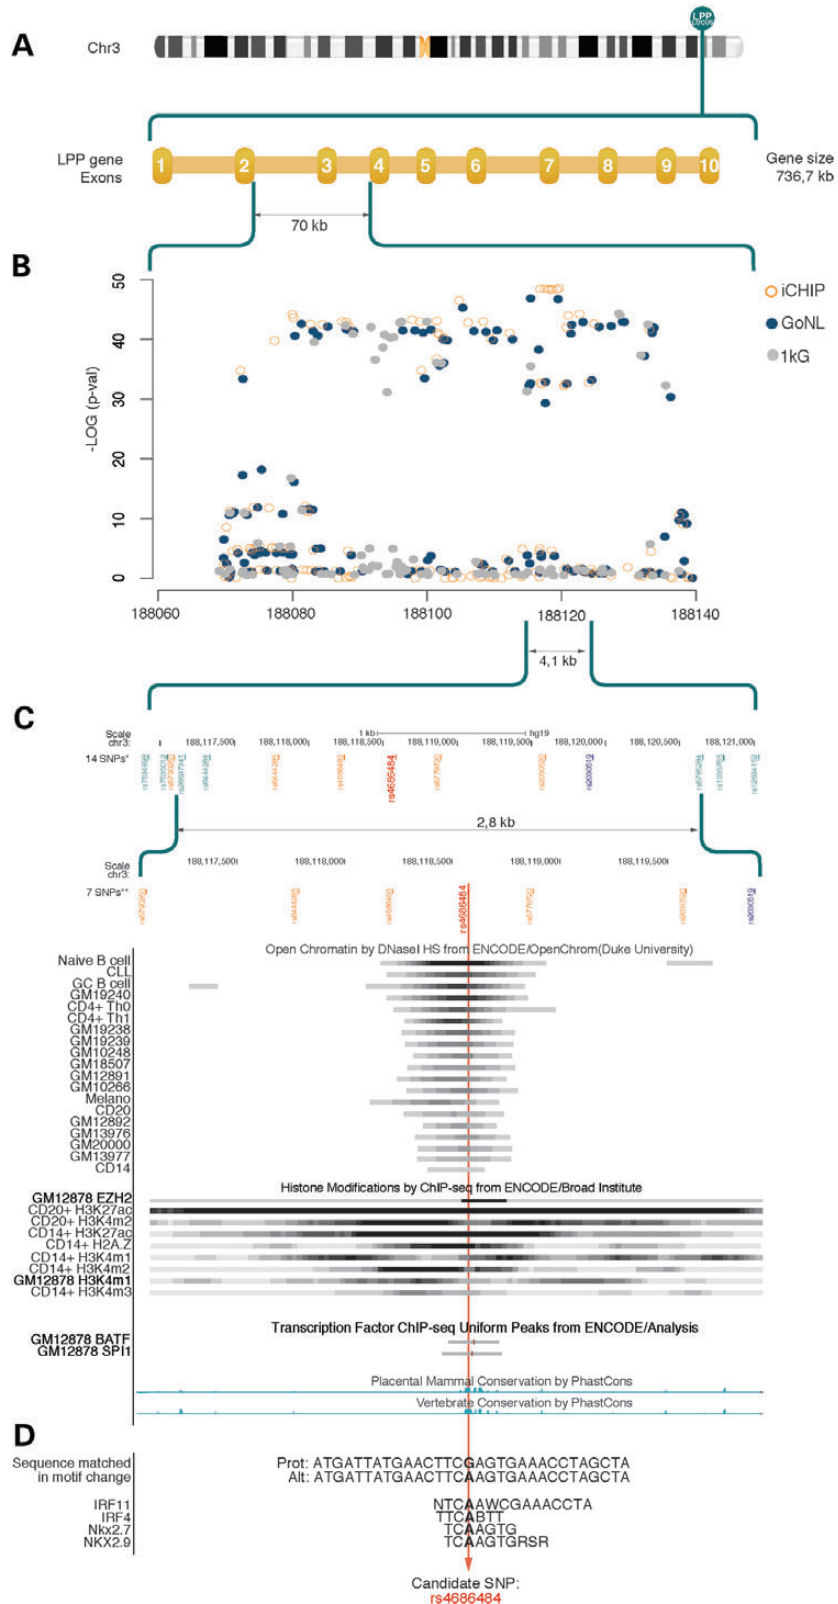 A
LPP
LOCUS
Chr3
LPP gene
Exons
1 2 3 4 5 6 7 8 9 10
Gene size
736,7 kb
70 kb
B
50
40
30
20
10
0
-LOG (p-val)
iCHIP
GoNL
1kG
188060 188080 188100 188120 188140
4,1 kb
C
Scale
chr3:
1 kb
hg19
188,117,500 188,118,000 188,118,500 188,119,000 188,119,500 188,120,000 188,120,500 188,121,000
14 SNPs*
rs4686484
2,8 kb
Scale
chr3:
188,117,500 188,118,000 188,118,500 188,119,000 188,119,500
7 SNPs**
rs4686484
Open Chromatin by DNaseI HS from ENCODE/OpenChrom(Duke University)
Naive B cell
CLL
GC B cell
GM19240
CD4+ Th0
CD4+ Th1
GM19238
GM19239
GM10248
GM18507
GM12891
GM10266
Melano
CD20
GM12892
GM13976
GM20000
GM13977
CD14
Histone Modifications by ChIP-seq from ENCODE/Broad Institute
GM12878 EZH2
CD20+ H3K27ac
CD20+ H3K4m2
CD14+ H3K27ac
CD14+ H2A.Z
CD14+ H3K4m1
CD14+ H3K4m2
GM12878 H3K4m1
CD14+ H3K4m3
Transcription Factor ChIP-seq Uniform Peaks from ENCODE/Analysis
GM12878 BATF
GM12878 SPI1
Placental Mammal Conservation by PhastCons
Vertebrate Conservation by PhastCons
D
Sequence matched
in motif change
Prot: ATGATTATGAACTTCGAGTGAAACCTAGCTA
Alt: ATGATTATGAACTTCAAGTGAAACCTAGCTA
IRF11 NTCAAWCGAAACCTA
IRF4 TTCABTT
Nkx2.7 TCAAGTG
NKX2.9 TCAAGTGRSR
Candidate SNP:
rs4686484